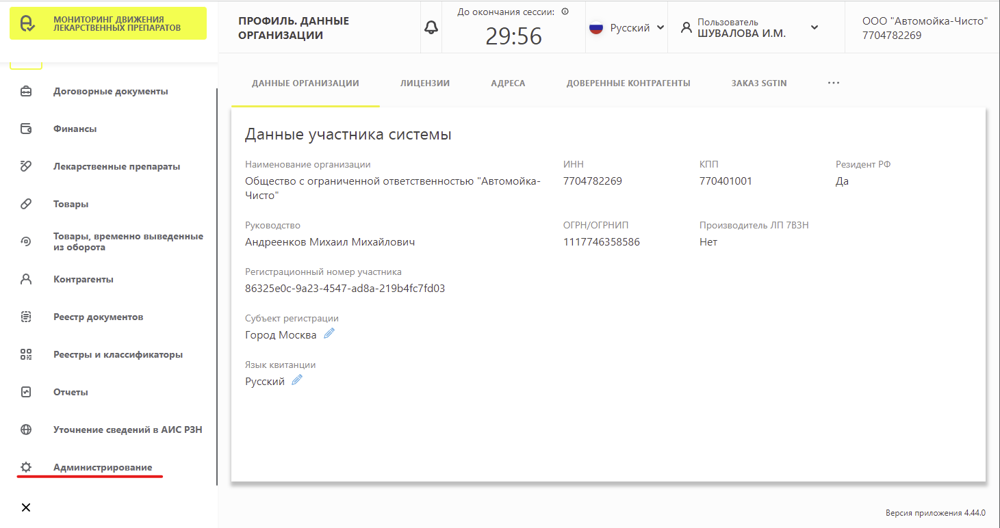 МОНИТОРИНГ ДВИЖЕНИЯ
ЛЕКАРСТВЕННЫХ ПРЕПАРАТОВ
Договорные документы
Финансы
Лекарственные препараты
Товары
Товары, временно выведенные
из оборота
Контрагенты
Реестр документов
Реестры и классификаторы
Отчеты
Уточнение сведений в АИС РЗН
Администрирование
ПРОФИЛЬ. ДАННЫЕ
ОРГАНИЗАЦИИ
До окончания сессии:
29:56
Русский
Пользователь
ШУВАЛОВА И.М.
ООО "Автомойка-Чисто"
7704782269
ДАННЫЕ ОРГАНИЗАЦИИ ЛИЦЕНЗИИ АДРЕСА ДОВЕРЕННЫЕ КОНТРАГЕНТЫ ЗАКАЗ SGTIN ...
Данные участника системы
Наименование организации ИНН КПП Резидент РФ
Общество с ограниченной ответственностью "Автомойка- 7704782269 770401001 Да
Чисто"
Руководство ОГРН/ОГРНИП Производитель ЛП 7ВЗН
Андреенков Михаил Михайлович 1117746358586 Нет
Регистрационный номер участника
86325e0c-9a23-4547-ad8a-219b4fc7fd03
Субъект регистрации
Город Москва
Язык квитанции
Русский
Версия приложения 4.44.0